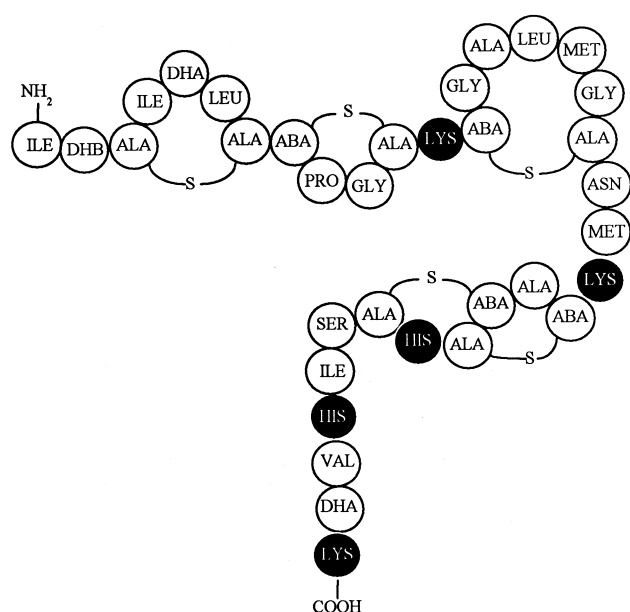 NH₂
ILE
DHB
ALA
ILE
DHA
LEU
ALA
S
ABA
PRO
GLY
ALA
S
LYS
ABA
GLY
ALA
LEU
MET
GLY
ALA
S
ASN
MET
LYS
ABA
ALA
ABA
ALA
S
HIS
ALA
S
SER
ILE
HIS
VAL
DHA
LYS
COOH